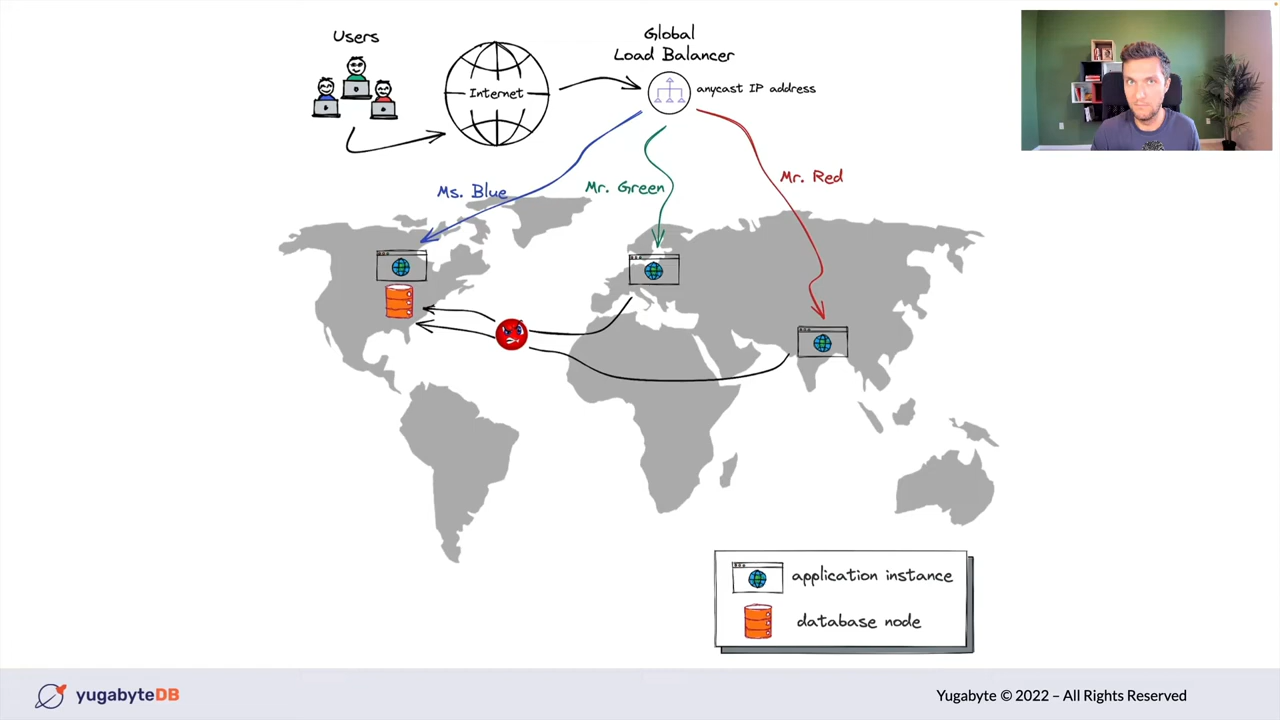 Users
Internet
Global
Load Balancer
anycast IP address
Ms. Blue
Mr. Green
Mr. Red
application instance
database node
yugabyteDB
Yugabyte © 2022 – All Rights Reserved